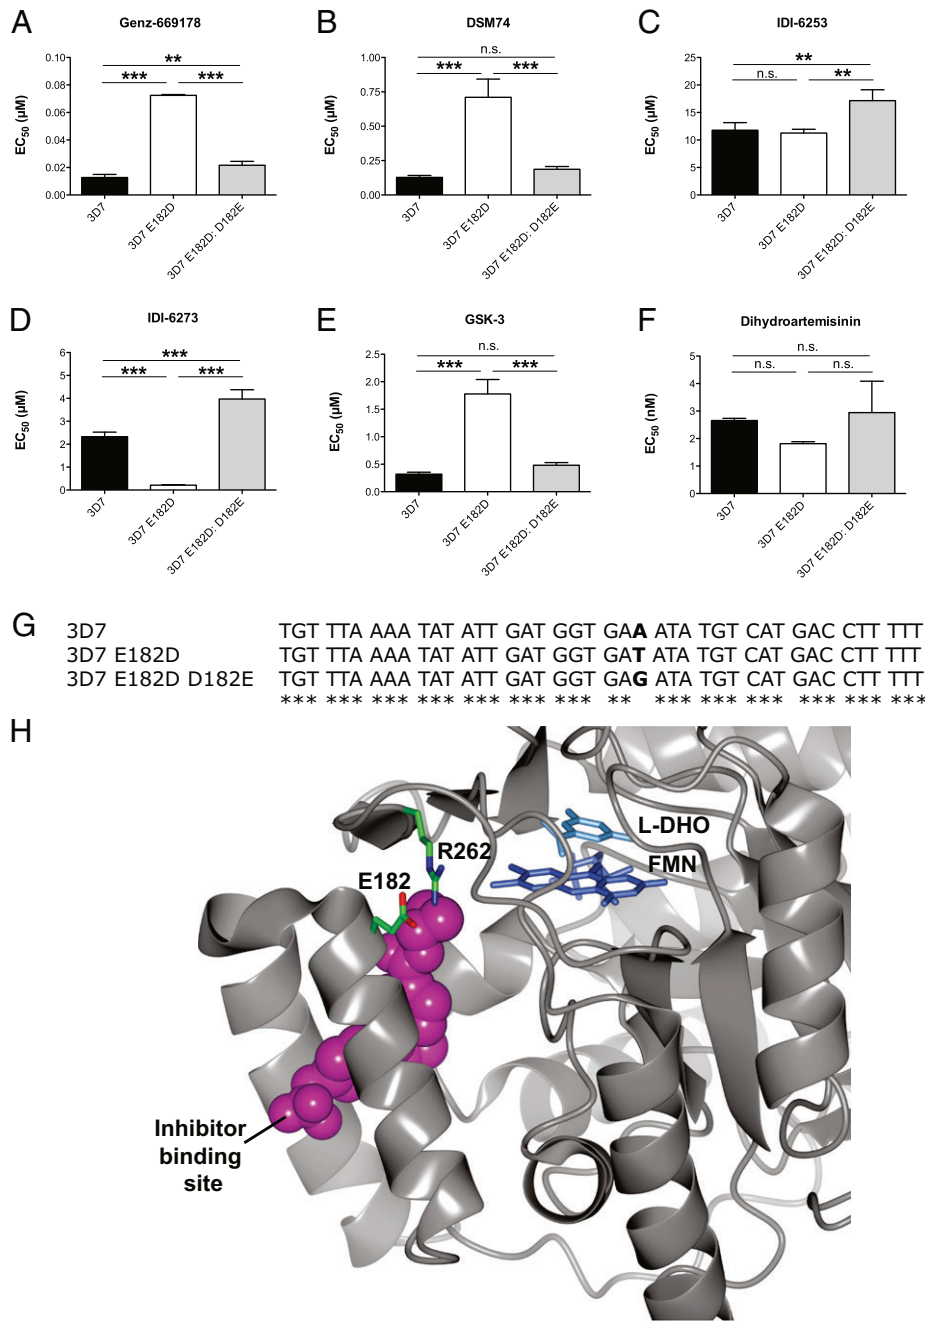 A
Genz-669178
**
***
***
EC50 (µM)
0.10
0.08
0.06
0.04
0.02
0.00
3D7
3D7 E182D
3D7 E182D: D182E
B
DSM74
n.s.
***
***
EC50 (µM)
1.00
0.75
0.50
0.25
0.00
3D7
3D7 E182D
3D7 E182D: D182E
C
IDI-6253
**
n.s.
**
EC50 (µM)
25
20
15
10
5
0
3D7
3D7 E182D
3D7 E182D: D182E
D
IDI-6273
***
***
***
EC50 (µM)
6
5
4
3
2
1
0
3D7
3D7 E182D
3D7 E182D: D182E
E
GSK-3
n.s.
***
***
EC50 (µM)
2.5
2.0
1.5
1.0
0.5
0.0
3D7
3D7 E182D
3D7 E182D: D182E
F
Dihydroartemisinin
n.s.
n.s.
n.s.
EC50 (nM)
5
4
3
2
1
0
3D7
3D7 E182D
3D7 E182D: D182E
G
3D7 TGT TTA AAA TAT ATT GAT GGT GAA ATA TGT CAT GAC CTT TTT
3D7 E182D TGT TTA AAA TAT ATT GAT GGT GAT ATA TGT CAT GAC CTT TTT
3D7 E182D D182E TGT TTA AAA TAT ATT GAT GGT GAG ATA TGT CAT GAC CTT TTT
*** *** *** *** *** *** *** ** *** *** *** *** *** ***
H
L-DHO
R262
FMN
E182
Inhibitor
binding
site